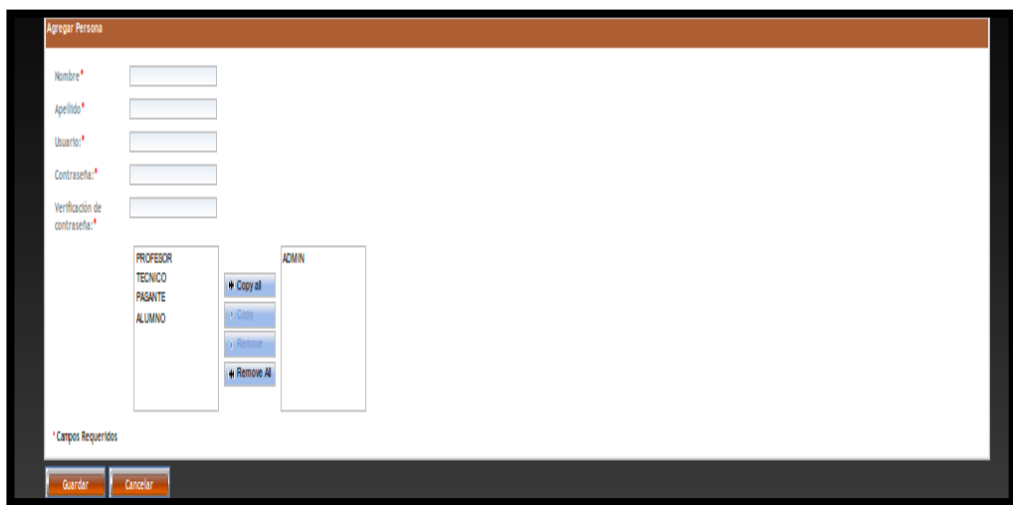 Agregar Persona
Nombre*
Apellido*
Usuario:*
Contraseña:*
Verificación de
contraseña:*
PROFESOR
TECNICO
PASANTE
ALUMNO
Copy all
Copy
Remove
Remove All
ADMIN
*Campos Requeridos
Guardar Cancelar